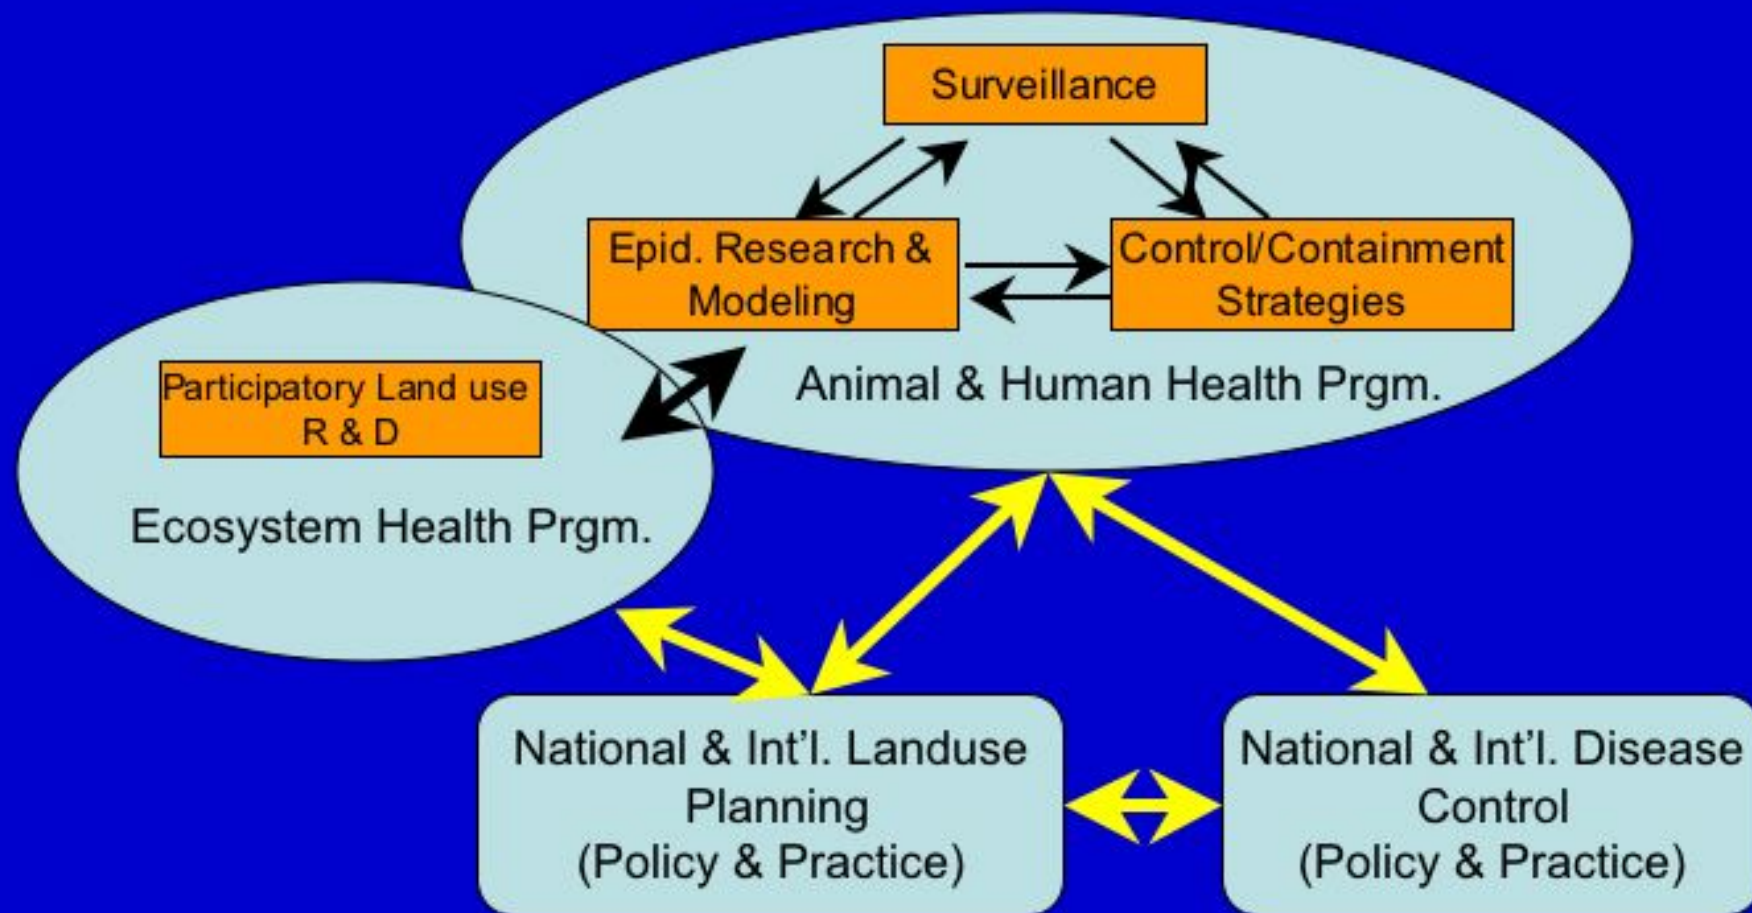 Surveillance
Epid. Research &
Modeling
Control/Containment
Strategies
Participatory Land use
R & D
Animal & Human Health Prgm.
Ecosystem Health Prgm.
National & Int'l. Landuse
Planning
(Policy & Practice)
National & Int'l. Disease
Control
(Policy & Practice)